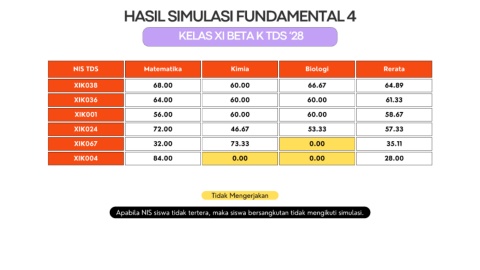 HASIL SIMULASI FUNDAMENTAL 4
KELAS XI BETA K TDS '28
NIS TDS Matematika Kimia Biologi Rerata
XIK038 68.00 60.00 66.67 64.89
XIK036 64.00 60.00 60.00 61.33
XIK001 56.00 60.00 60.00 58.67
XIK024 72.00 46.67 53.33 57.33
XIK067 32.00 73.33 0.00 35.11
XIK004 84.00 0.00 0.00 28.00
Tidak Mengerjakan
Apabila NIS siswa tidak tertera, maka siswa bersangkutan tidak mengikuti simulasi.